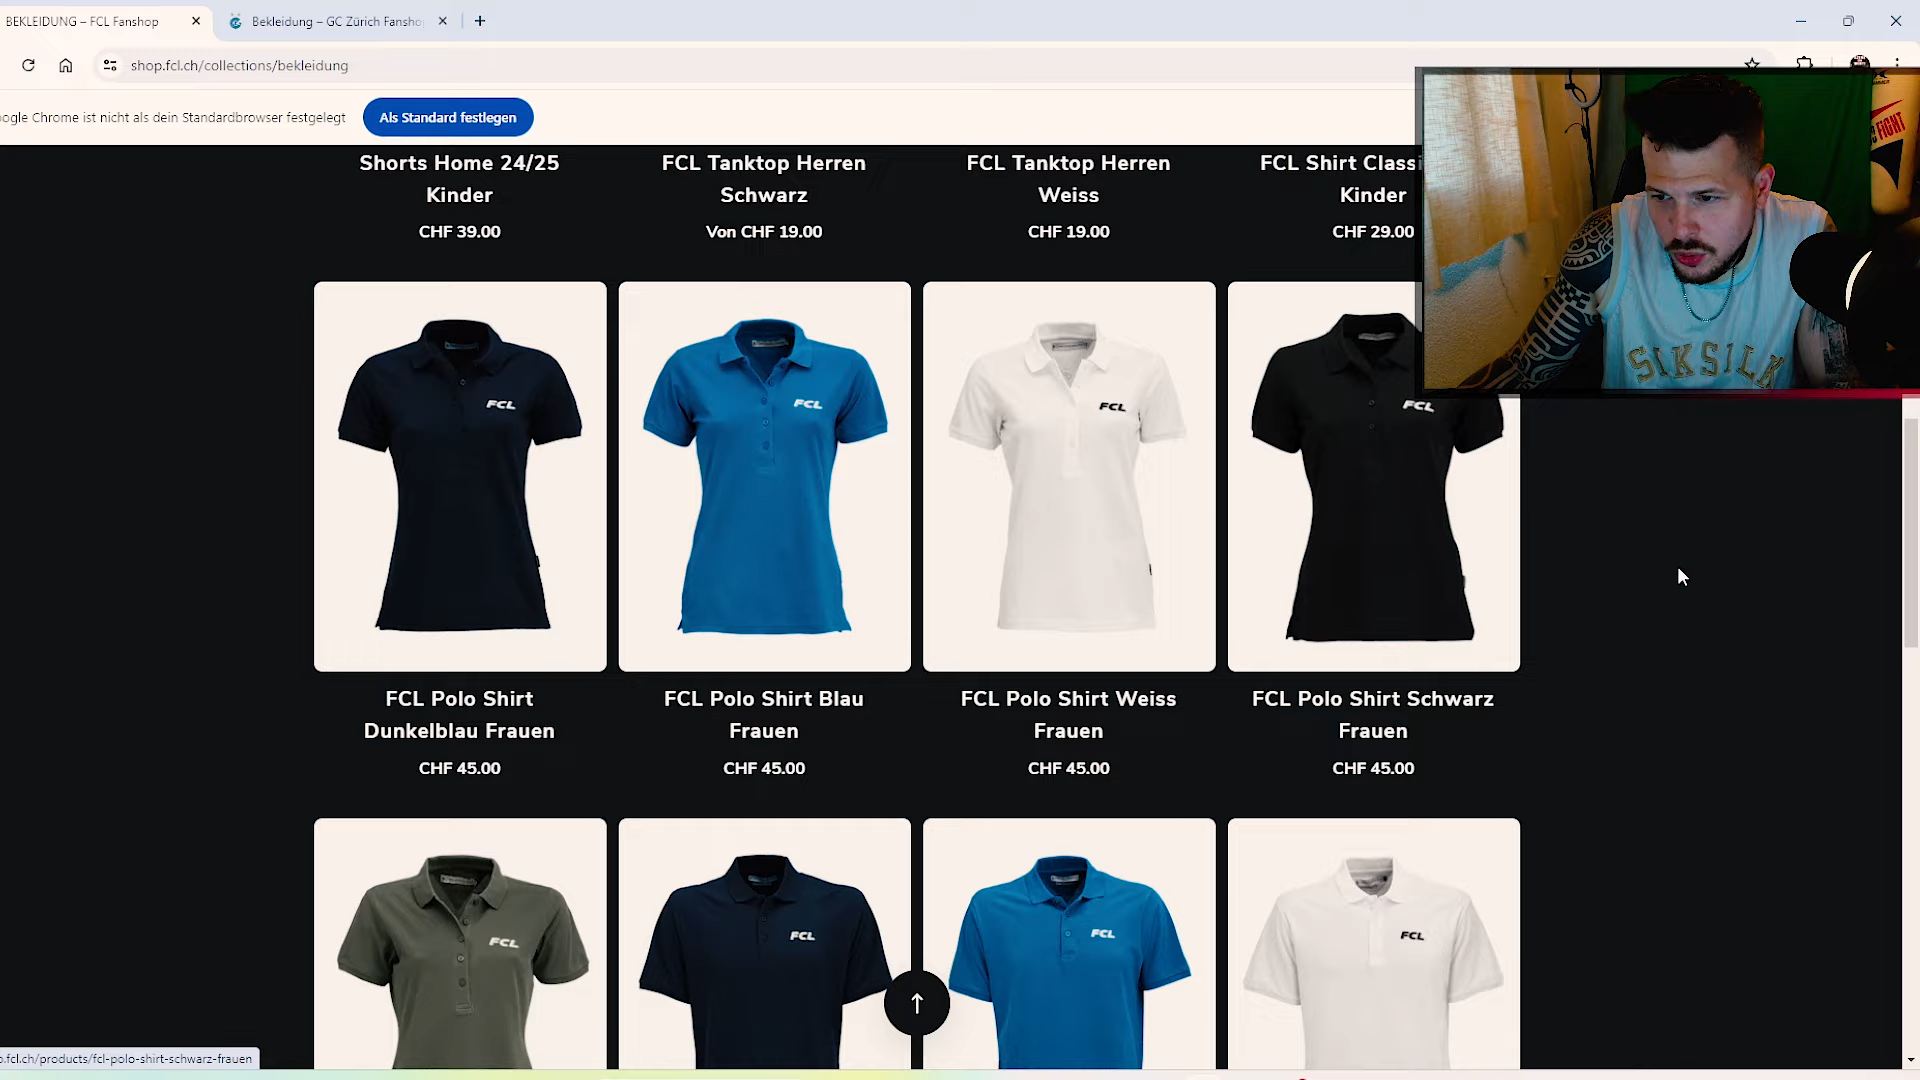 BEKLEIDUNG – FCL Fanshop
Bekleidung – GC Zürich Fansho
shop.fcl.ch/collections/bekleidung
oogle Chrome ist nicht als dein Standardbrowser festgelegt
Als Standard festlegen
Shorts Home 24/25
Kinder
CHF 39.00
FCL Tanktop Herren
Schwarz
Von CHF 19.00
FCL Tanktop Herren
Weiss
CHF 19.00
FCL Shirt Classi
Kinder
CHF 29.00
FIGHT
SIKSILK
FCL
FCL
FCL
FCL
FCL Polo Shirt
Dunkelblau Frauen
CHF 45.00
FCL Polo Shirt Blau
Frauen
CHF 45.00
FCL Polo Shirt Weiss
Frauen
CHF 45.00
FCL Polo Shirt Schwarz
Frauen
CHF 45.00
FCL
FCL
FCL
FCL
p.fcl.ch/products/fcl-polo-shirt-schwarz-frauen